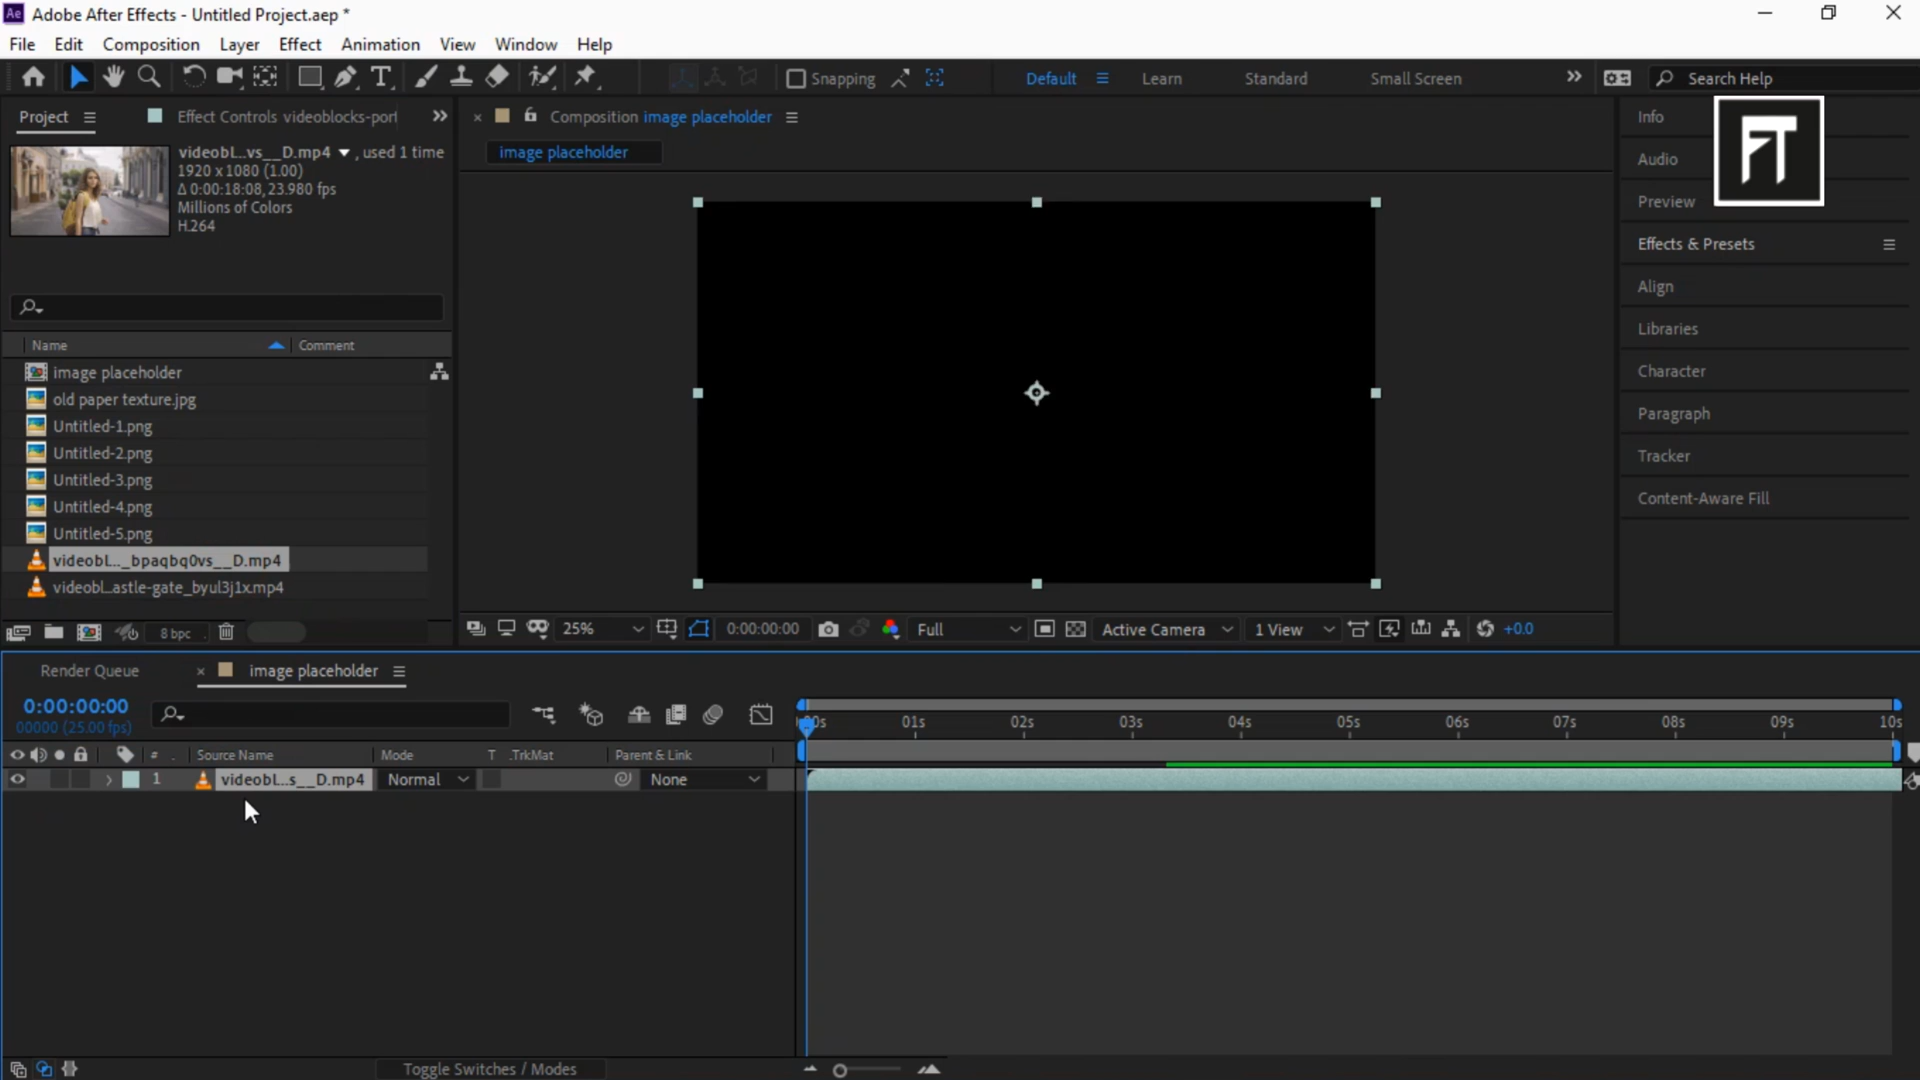 Ae Adobe After Effects - Untitled Project.aep *
File Edit Composition Layer Effect Animation View Window Help
T Snapping Default Learn Standard Small Screen Search Help
Project Effect Controls videoblocks-port
videobl...vs__D.mp4 , used 1 time
1920 x 1080 (1.00)
Δ 0:00:18:08, 23.980 fps
Millions of Colors
H.264
Name Comment
image placeholder
old paper texture.jpg
Untitled-1.png
Untitled-2.png
Untitled-3.png
Untitled-4.png
Untitled-5.png
videobl..._bpaqbq0vs__D.mp4
videobl...astle-gate_byul3j1x.mp4
8 bpc
Composition image placeholder
image placeholder
25% 0:00:00:00 Full Active Camera 1 View +0.0
Info
Audio
Preview
Effects & Presets
Align
Libraries
Character
Paragraph
Tracker
Content-Aware Fill
FT
Render Queue image placeholder
0:00:00:00
00000 (25.00 fps)
00s 01s 02s 03s 04s 05s 06s 07s 08s 09s 10s
# . Source Name Mode T .TrkMat Parent & Link
1 videobl...s__D.mp4 Normal None
Toggle Switches / Modes